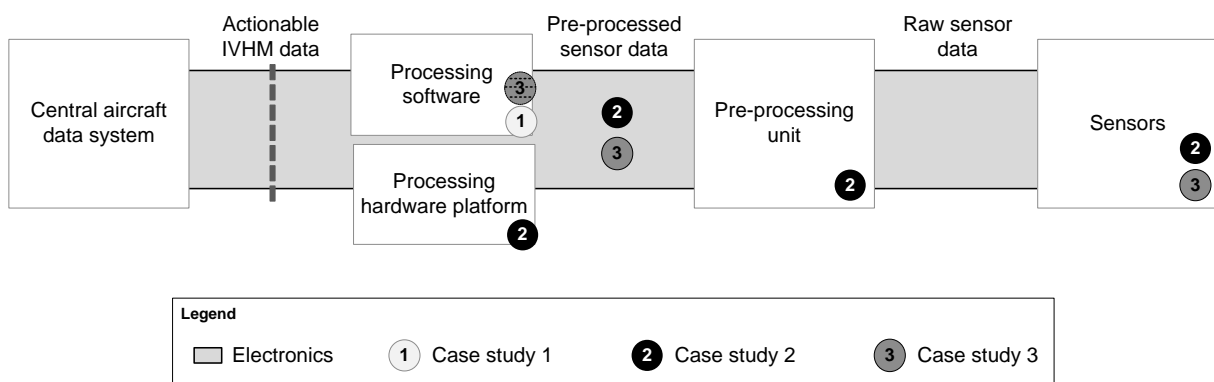 Actionable
IVHM data
Pre-processed
sensor data
Raw sensor
data
Central aircraft
data system
Processing
software
3
1
Processing
hardware platform
2
2
3
Pre-processing
unit
2
Sensors
2
3
Legend
Electronics
1 Case study 1
2 Case study 2
3 Case study 3